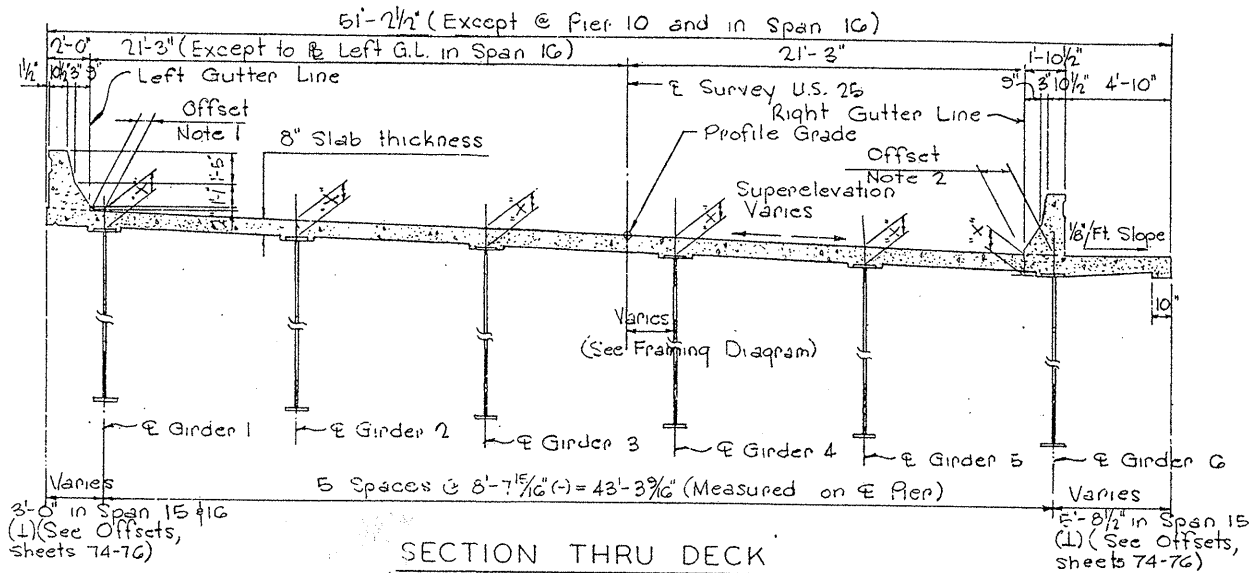 51'-2½" (Except @ Pier 10 and in Span 16)
2'-0" 21'-3" (Except to ⅊ Left G.L. in Span 16) 21'-3" 1'-10½"
1½" 10½" 3" 9" Left Gutter Line ℄ Survey U.S. 25 9" 3" 10½" 4'-10"
Right Gutter Line
Offset
Note 1
8" Slab thickness
Profile Grade
Offset
Note 2
Superelevation
Varies
1'-5"
1'-1"
"X" "X" "X" "X" "X" "X"
⅛"/Ft. Slope
10"
Varies
(See Framing Diagram)
℄ Girder 1 ℄ Girder 2 ℄ Girder 3 ℄ Girder 4 ℄ Girder 5 ℄ Girder 6
Varies 5 Spaces @ 8'-7 15/16" (-) = 43'-3 9/16" (Measured on ℄ Pier) Varies
3'-0" in Span 15 & 16
(⊥)(See Offsets,
sheets 74-76)
5'-8½" in Span 15
(⊥) (See Offsets,
sheets 74-76)
SECTION THRU DECK